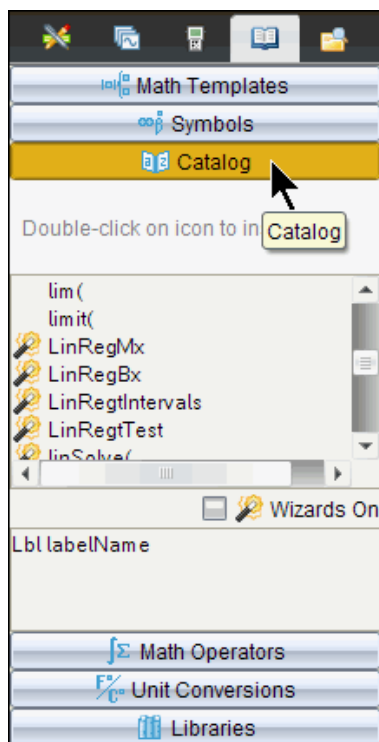 Math Templates
Symbols
Catalog
Double-click on icon to in
Catalog
lim(
limit(
LinRegMx
LinRegBx
LinRegtIntervals
LinRegtTest
linSolve(
Wizards On
Lbl labelName
Math Operators
Unit Conversions
Libraries